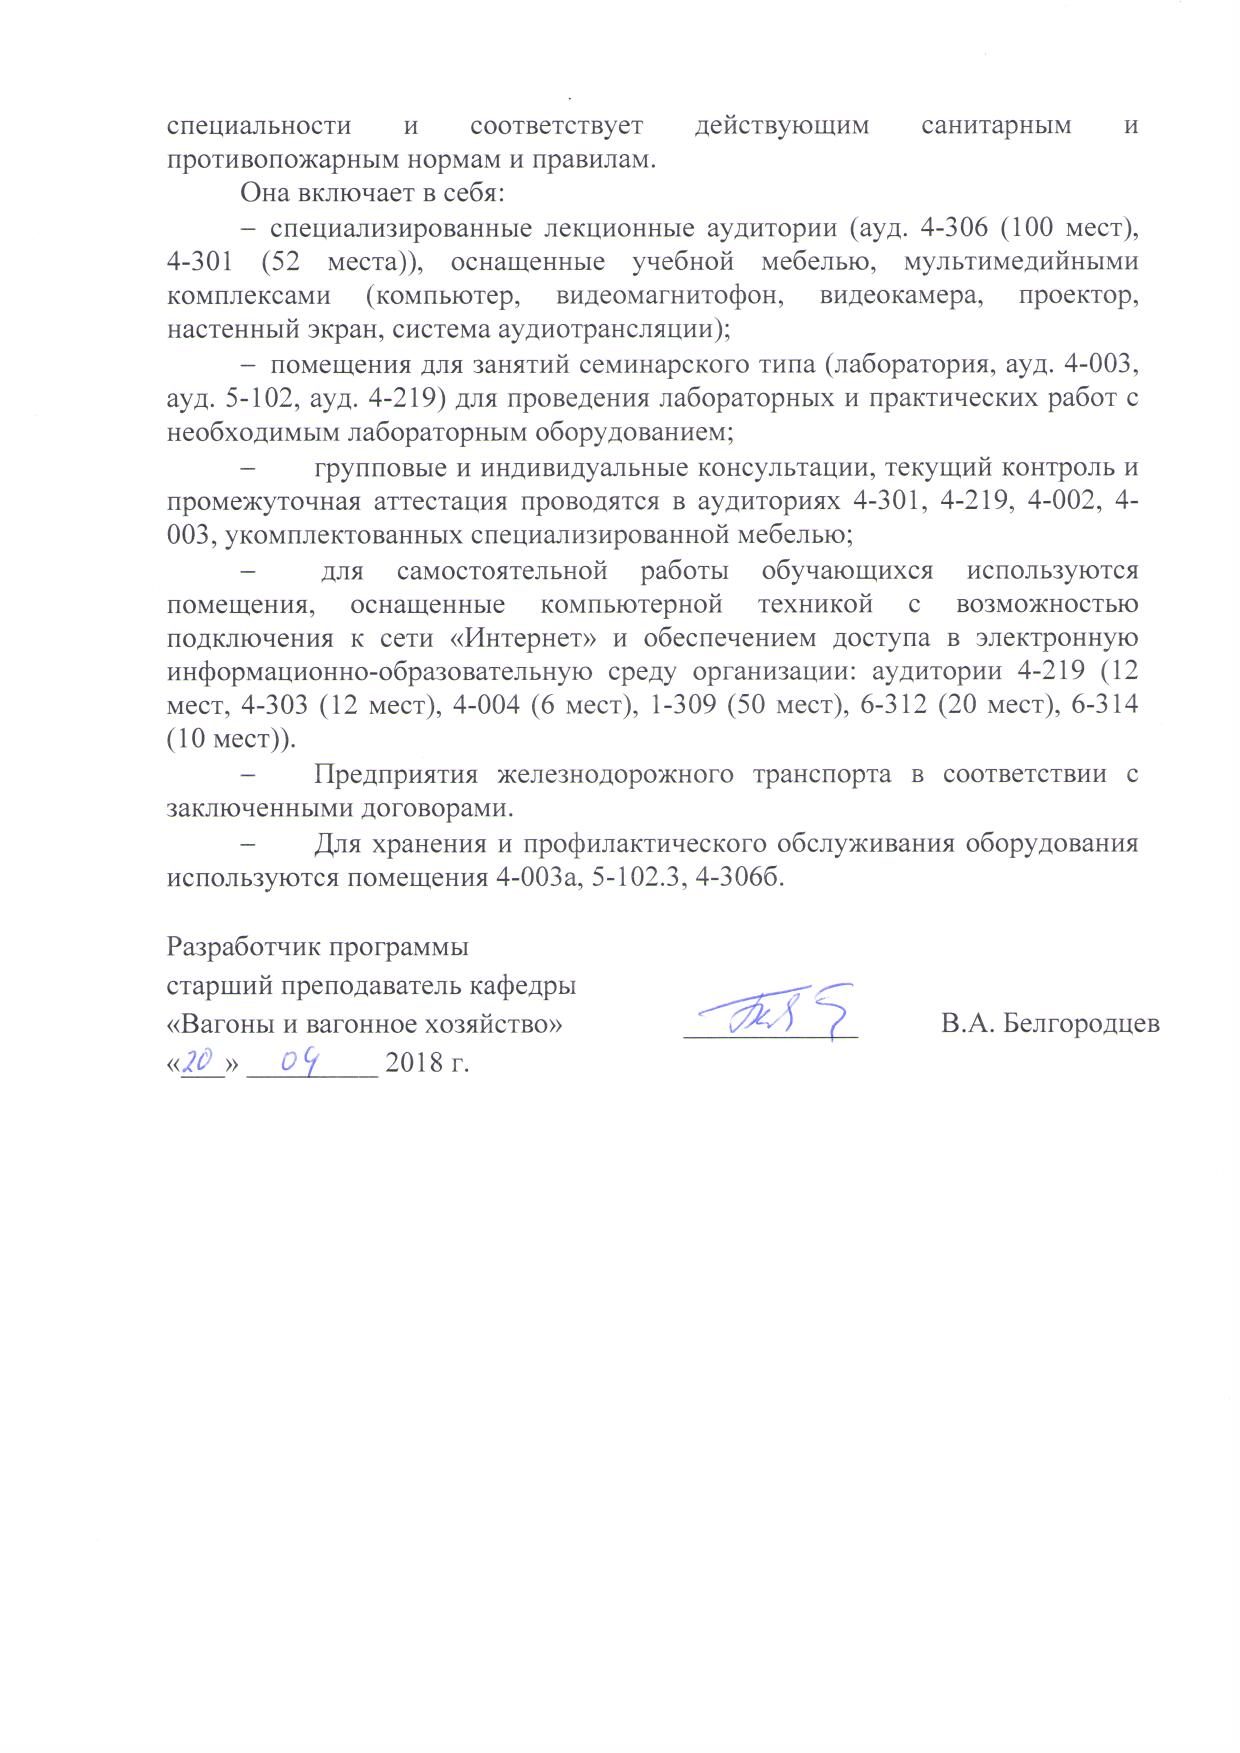 специальности и соответствует действующим санитарным и
противопожарным нормам и правилам.
Она включает в себя:
− специализированные лекционные аудитории (ауд. 4-306 (100 мест),
4-301 (52 места)), оснащенные учебной мебелью, мультимедийными
комплексами (компьютер, видеомагнитофон, видеокамера, проектор,
настенный экран, система аудиотрансляции);
− помещения для занятий семинарского типа (лаборатория, ауд. 4-003,
ауд. 5-102, ауд. 4-219) для проведения лабораторных и практических работ с
необходимым лабораторным оборудованием;
− групповые и индивидуальные консультации, текущий контроль и
промежуточная аттестация проводятся в аудиториях 4-301, 4-219, 4-002, 4-
003, укомплектованных специализированной мебелью;
− для самостоятельной работы обучающихся используются
помещения, оснащенные компьютерной техникой с возможностью
подключения к сети «Интернет» и обеспечением доступа в электронную
информационно-образовательную среду организации: аудитории 4-219 (12
мест, 4-303 (12 мест), 4-004 (6 мест), 1-309 (50 мест), 6-312 (20 мест), 6-314
(10 мест)).
− Предприятия железнодорожного транспорта в соответствии с
заключенными договорами.
− Для хранения и профилактического обслуживания оборудования
используются помещения 4-003а, 5-102.3, 4-306б.
Разработчик программы
старший преподаватель кафедры
«Вагоны и вагонное хозяйство» ____________ В.А. Белгородцев
«20» 04 2018 г.